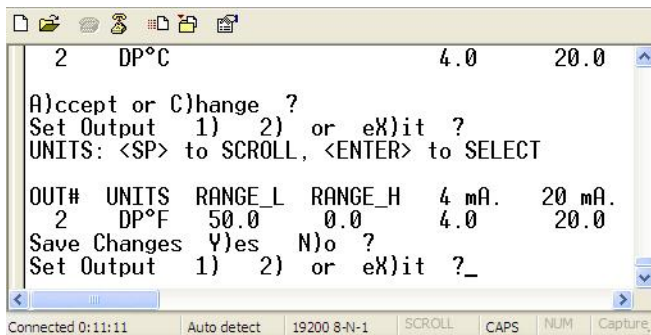 2 DP°C 4.0 20.0
A)ccept or C)hange ?
Set Output 1) 2) or eX)it ?
UNITS: <SP> to SCROLL, <ENTER> to SELECT
OUT# UNITS RANGE_L RANGE_H 4 mA. 20 mA.
2 DP°F 50.0 0.0 4.0 20.0
Save Changes Y)es N)o ?
Set Output 1) 2) or eX)it ?_
Connected 0:11:11 Auto detect 19200 8-N-1 SCROLL CAPS NUM Capture